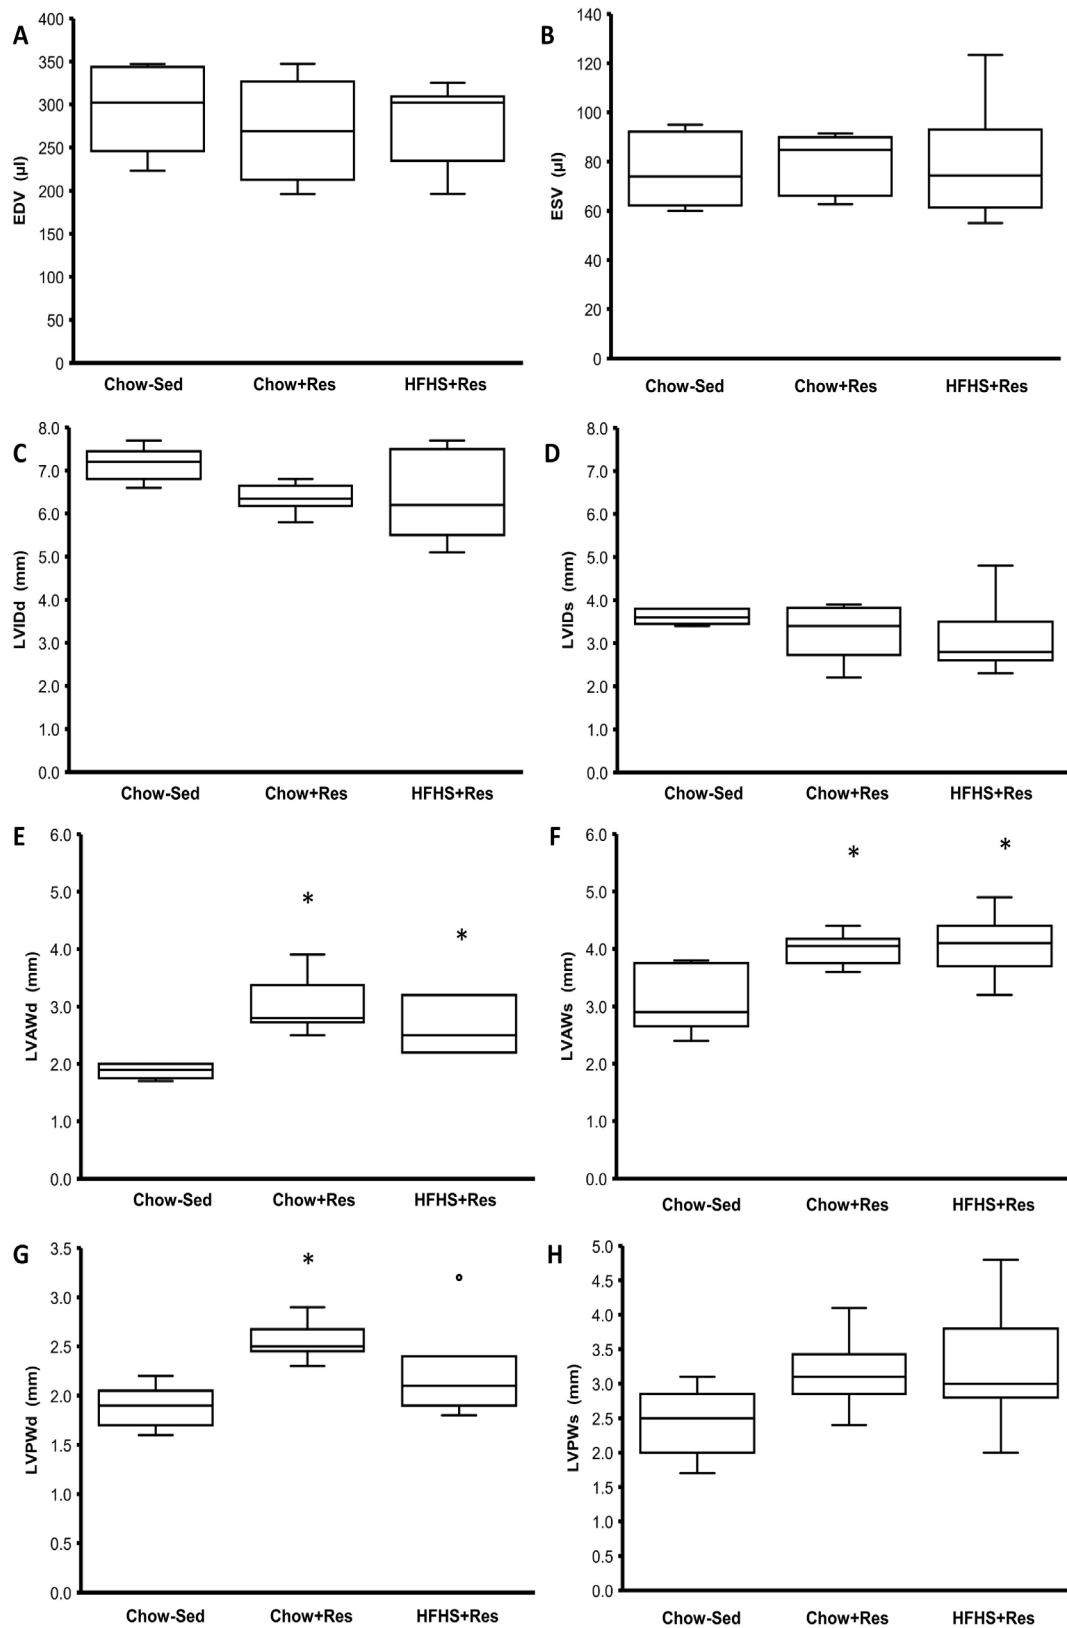 A
EDV (µl)
400
350
300
250
200
150
100
50
0
Chow-Sed Chow+Res HFHS+Res
B
ESV (µl)
140
120
100
80
60
40
20
0
Chow-Sed Chow+Res HFHS+Res
C
LVIDd (mm)
8.0
7.0
6.0
5.0
4.0
3.0
2.0
1.0
0.0
Chow-Sed Chow+Res HFHS+Res
D
LVIDs (mm)
8.0
7.0
6.0
5.0
4.0
3.0
2.0
1.0
0.0
Chow-Sed Chow+Res HFHS+Res
E
LVAWd (mm)
6.0
5.0
4.0
3.0
2.0
1.0
0.0
* *
Chow-Sed Chow+Res HFHS+Res
F
LVAWs (mm)
6.0
5.0
4.0
3.0
2.0
1.0
0.0
* *
Chow-Sed Chow+Res HFHS+Res
G
LVPWd (mm)
3.5
3.0
2.5
2.0
1.5
1.0
0.5
0.0
*
Chow-Sed Chow+Res HFHS+Res
H
LVPWs (mm)
5.0
4.5
4.0
3.5
3.0
2.5
2.0
1.5
1.0
0.5
0.0
Chow-Sed Chow+Res HFHS+Res